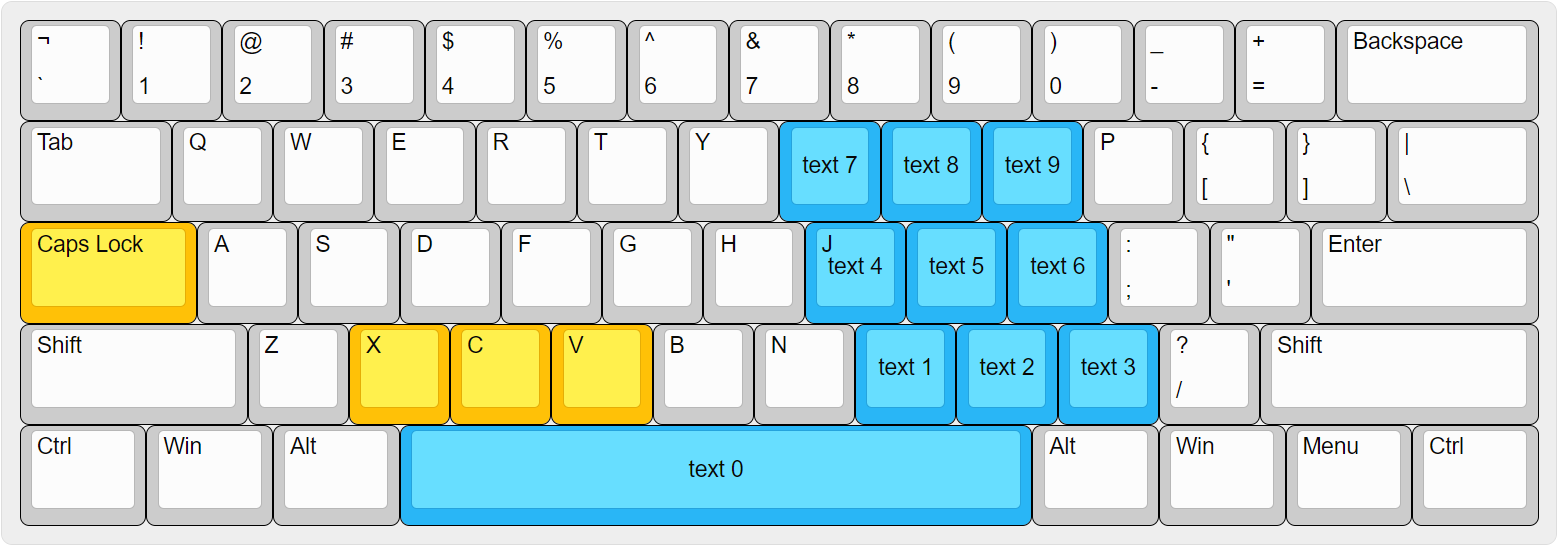 ¬ ! @ # $ % ^ & * ( ) _ + Backspace
` 1 2 3 4 5 6 7 8 9 0 - =
Tab Q W E R T Y text 7 text 8 text 9 P { } |
[ ] \
Caps Lock A S D F G H J : " Enter
text 4 text 5 text 6
; '
Shift Z X C V B N text 1 text 2 text 3 ? Shift
/
Ctrl Win Alt text 0 Alt Win Menu Ctrl